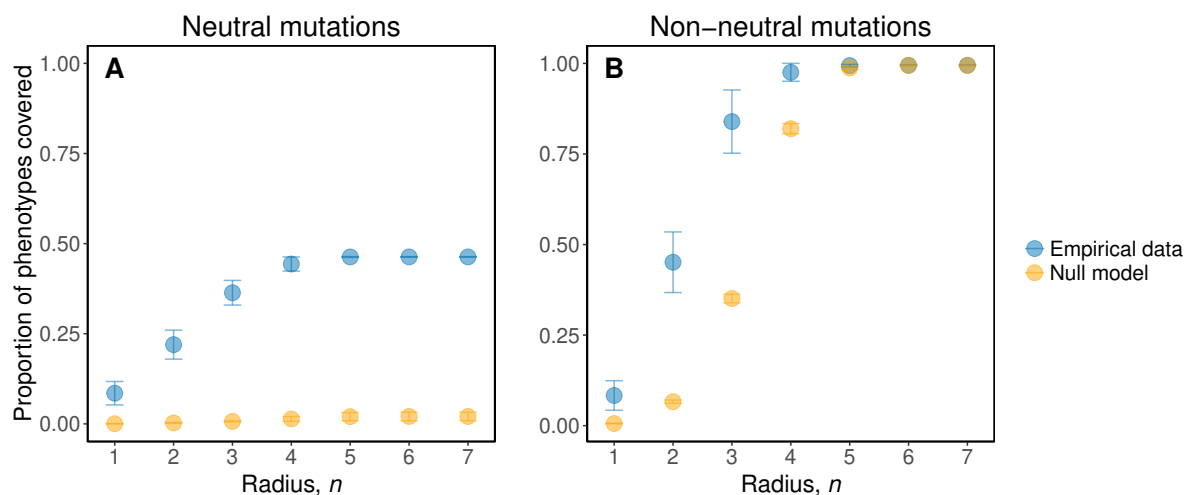 Neutral mutations
Non−neutral mutations
A
B
Proportion of phenotypes covered
1.00
0.75
0.50
0.25
0.00
1.00
0.75
0.50
0.25
0.00
1 2 3 4 5 6 7
1 2 3 4 5 6 7
Radius, n
Radius, n
Empirical data
Null model